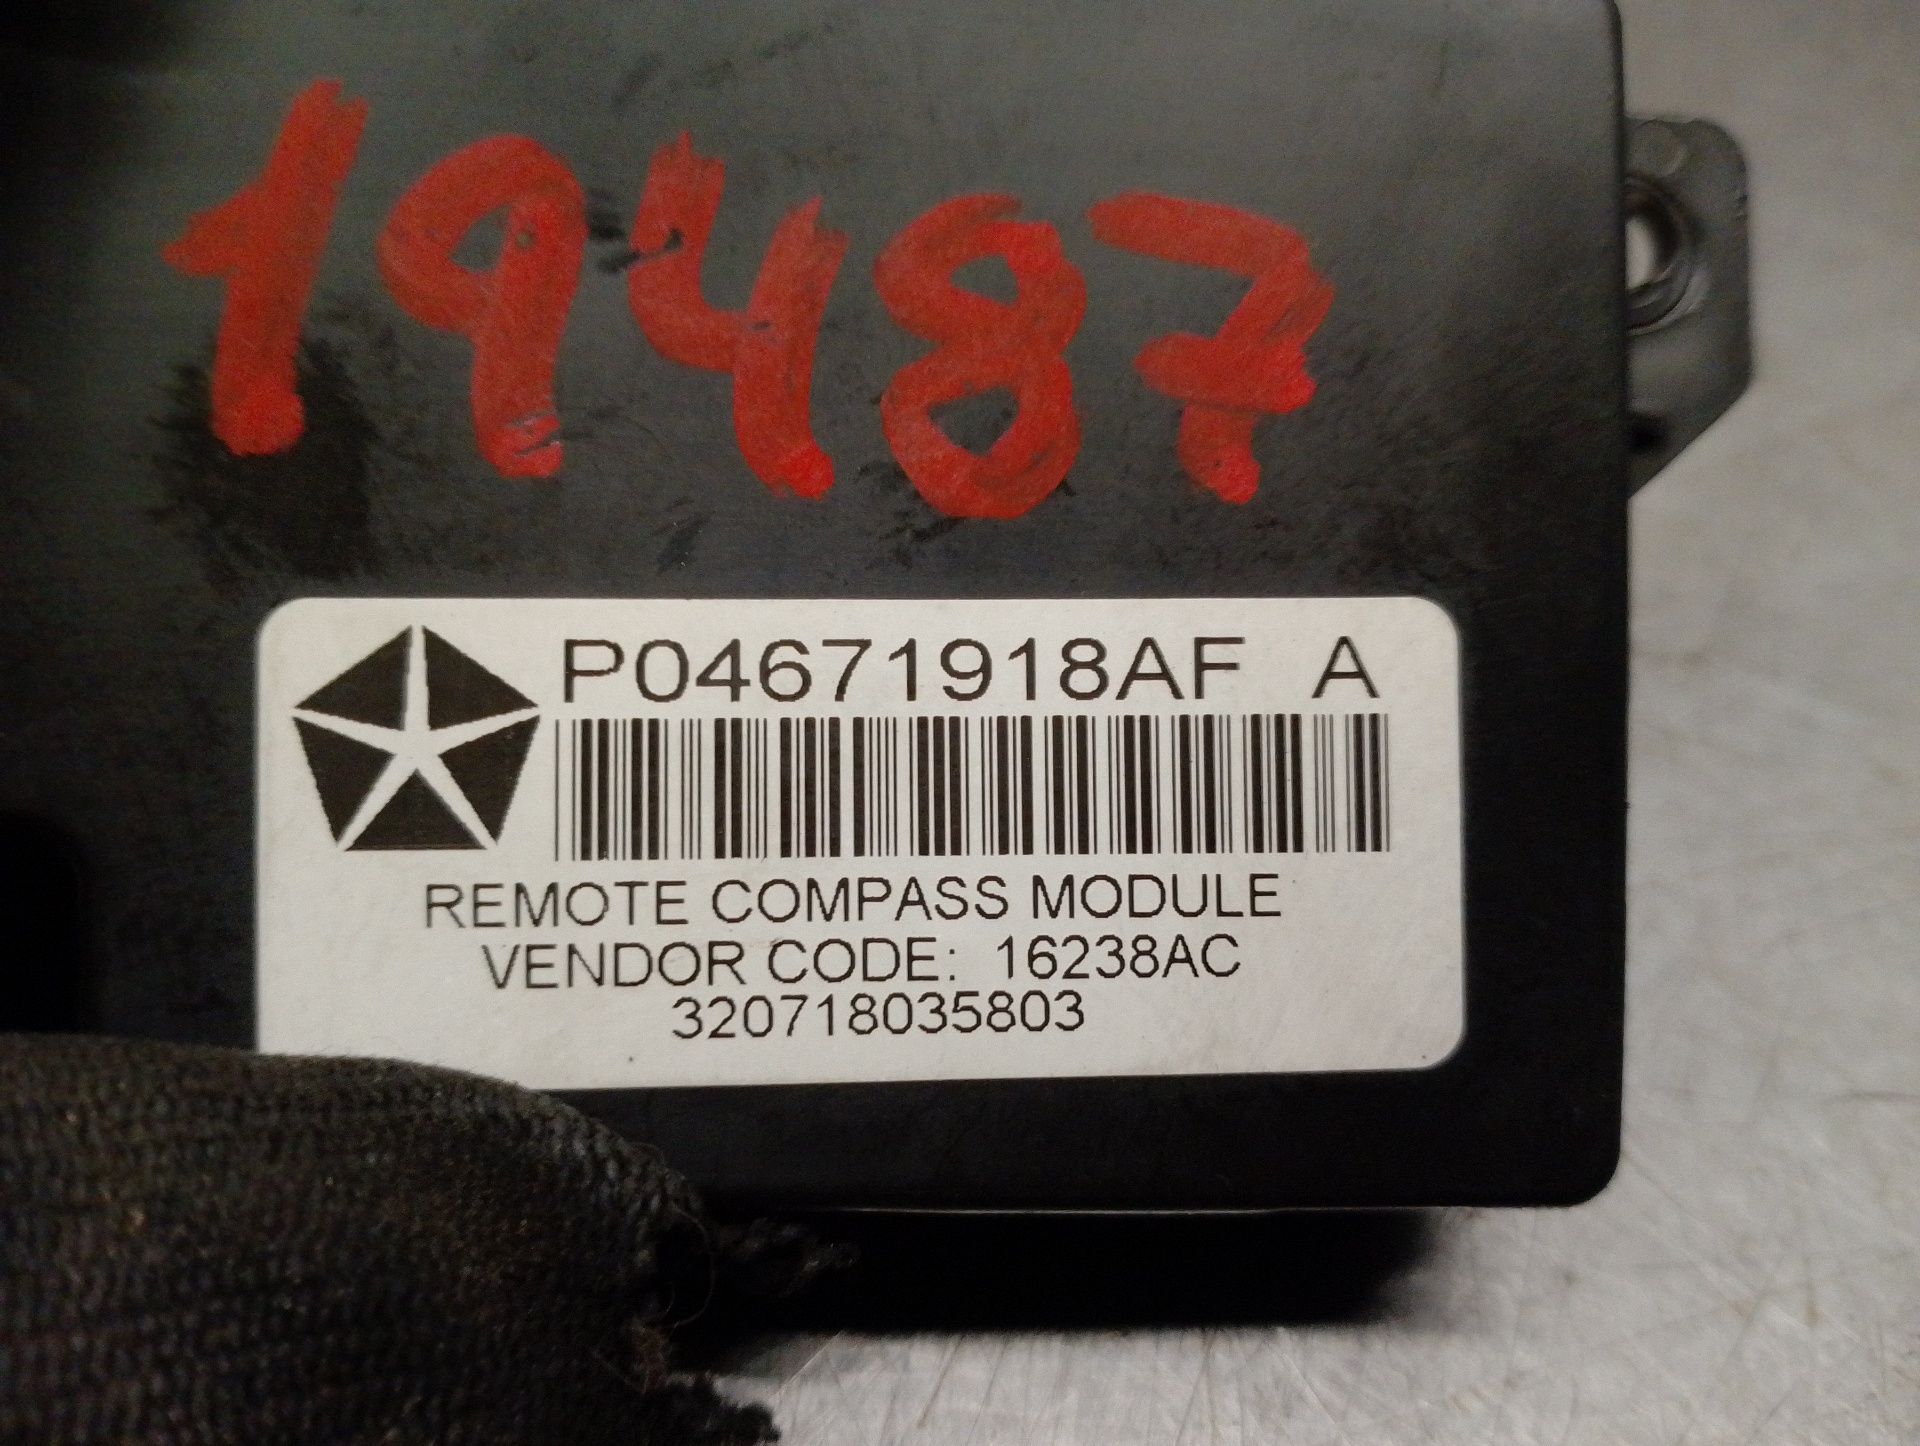 19487
P04671918AF A
REMOTE COMPASS MODULE
VENDOR CODE: 16238AC
320718035803